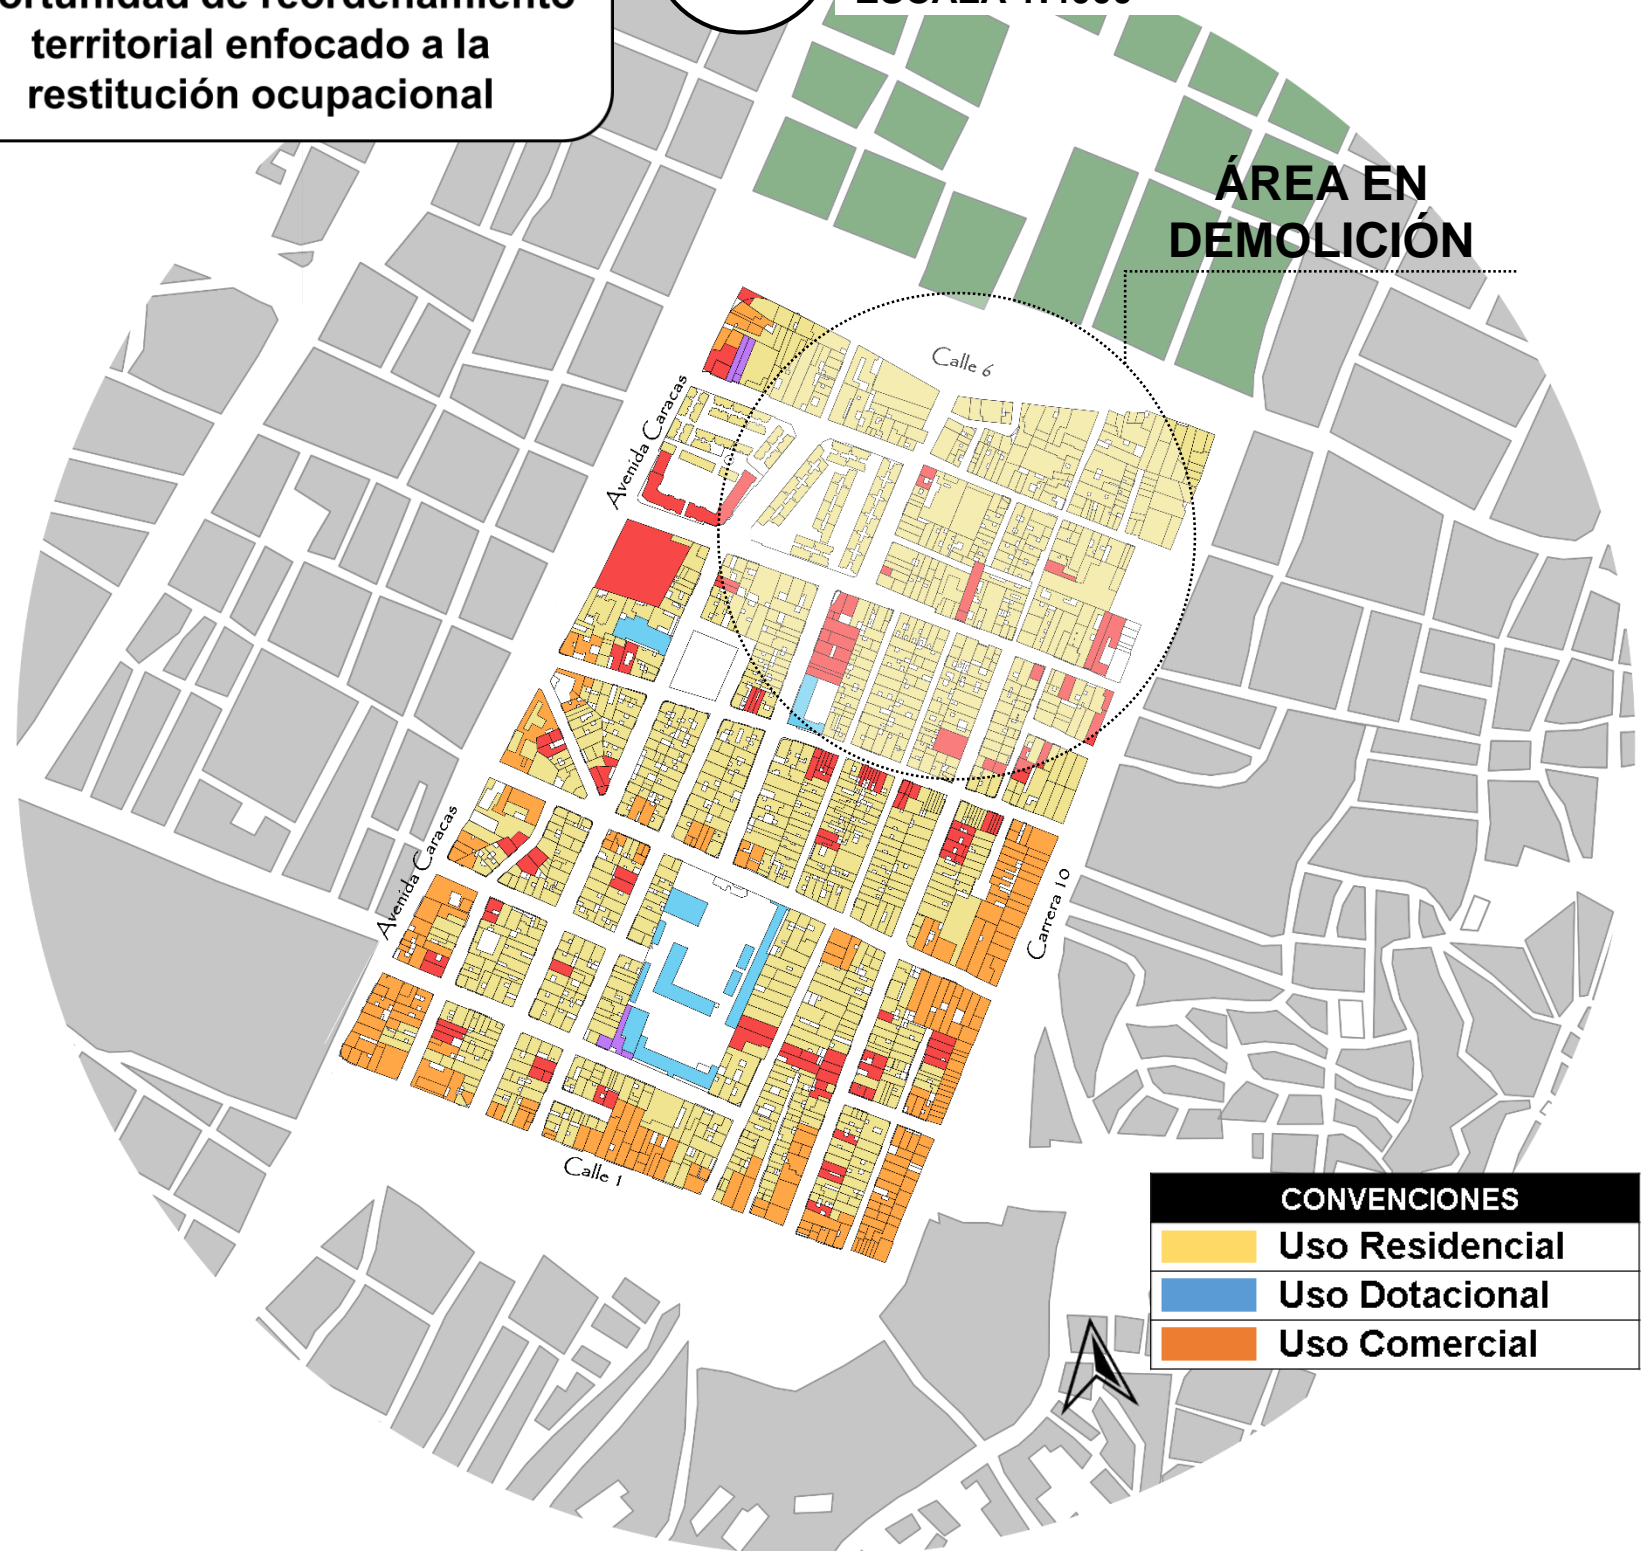 territorial enfocado a la
restitución ocupacional
ÁREA EN
DEMOLICIÓN
Calle 6
Avenida Caracas
Avenida Caracas
Carrera 10
Calle 1
CONVENCIONES
Uso Residencial
Uso Dotacional
Uso Comercial